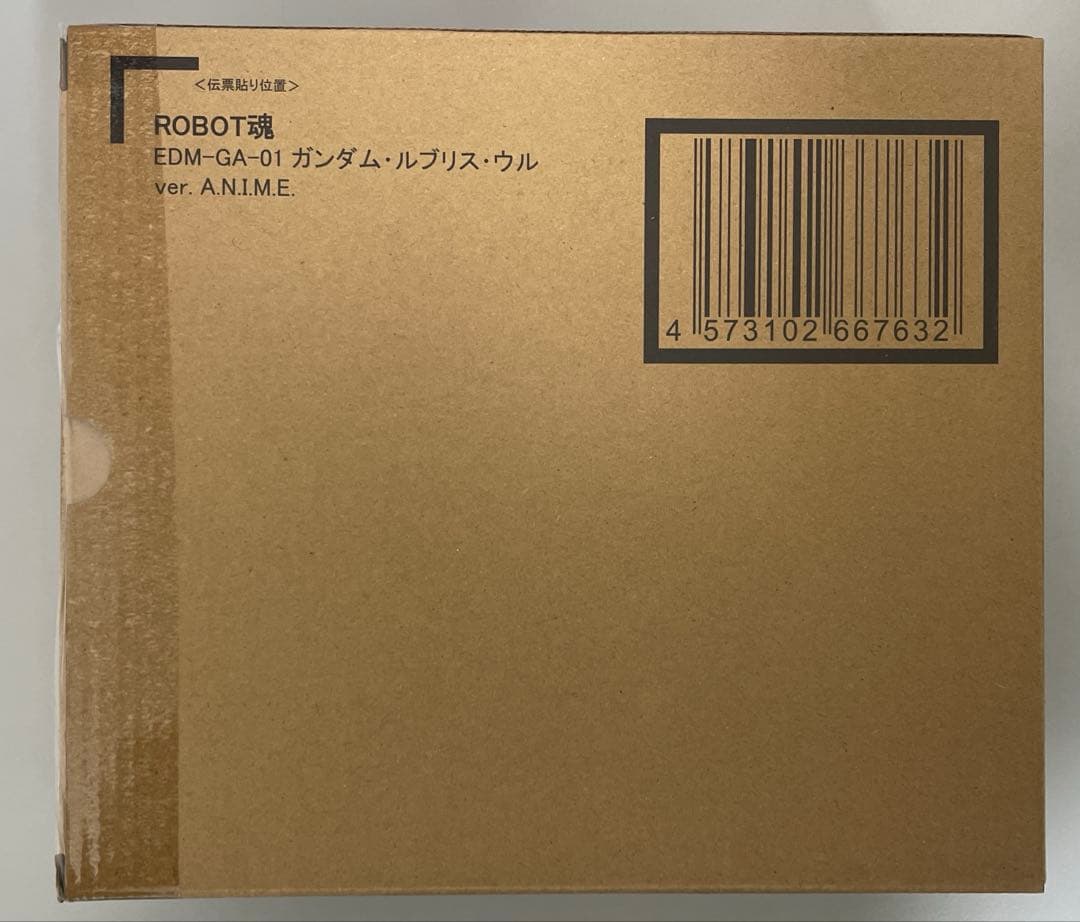 <伝票貼り位置>
ROBOT魂
EDM-GA-01 ガンダム・ルブリス・ウル
ver. A.N.I.M.E.
4 573102 667632